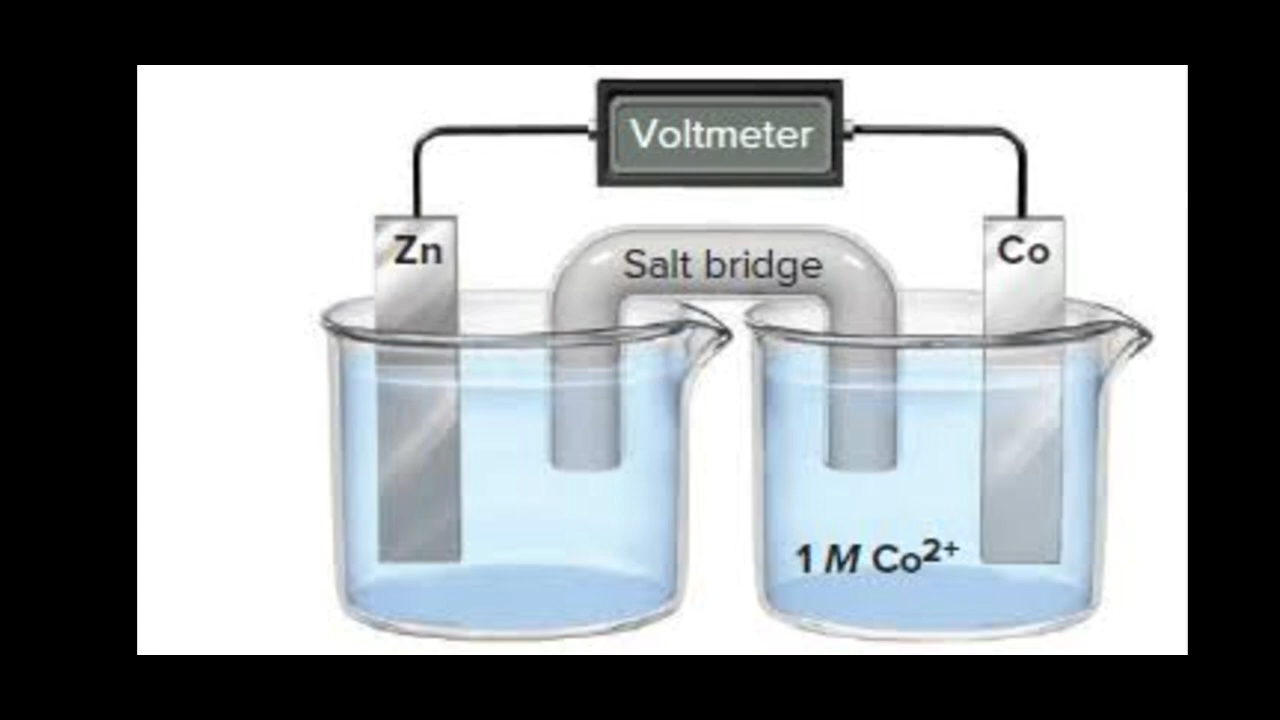 Voltmeter
Zn
Salt bridge
Co
1 M Co²⁺